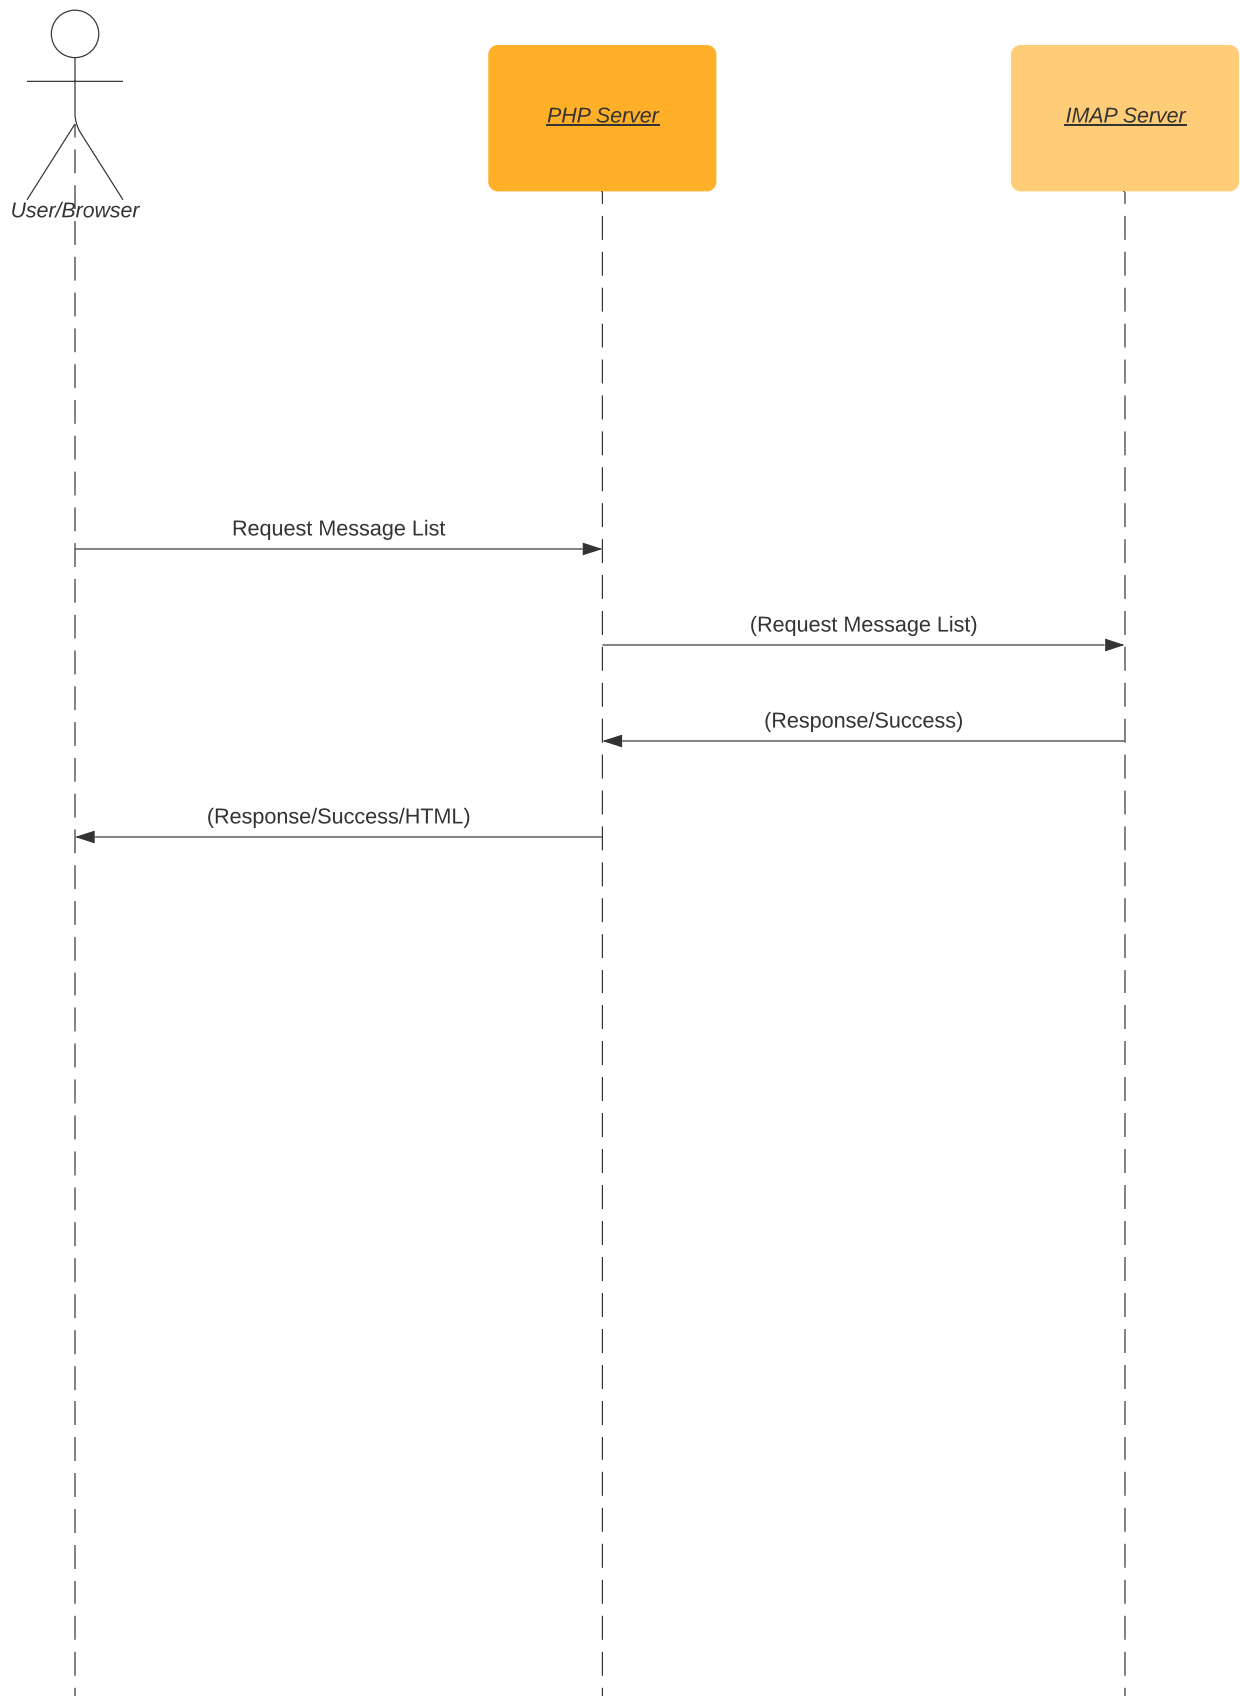 PHP Server
IMAP Server
User/Browser
Request Message List
(Request Message List)
(Response/Success)
(Response/Success/HTML)